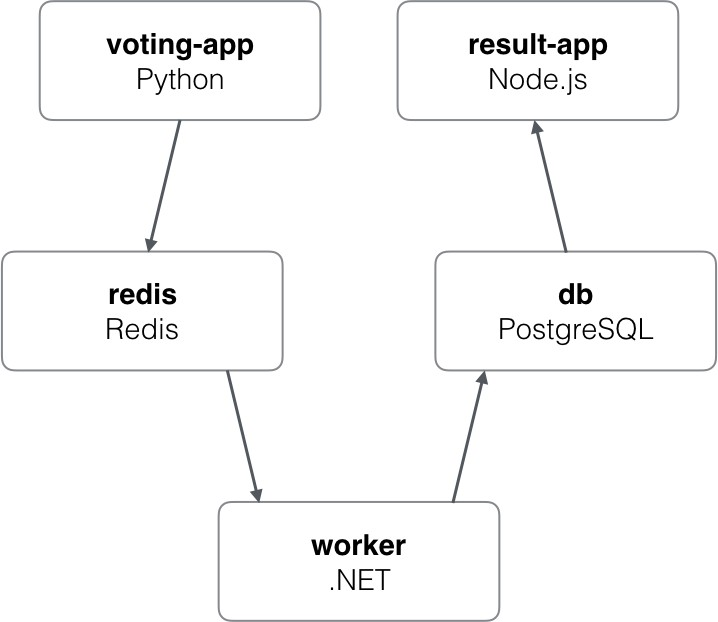 voting-app
Python
result-app
Node.js
redis
Redis
db
PostgreSQL
worker
.NET